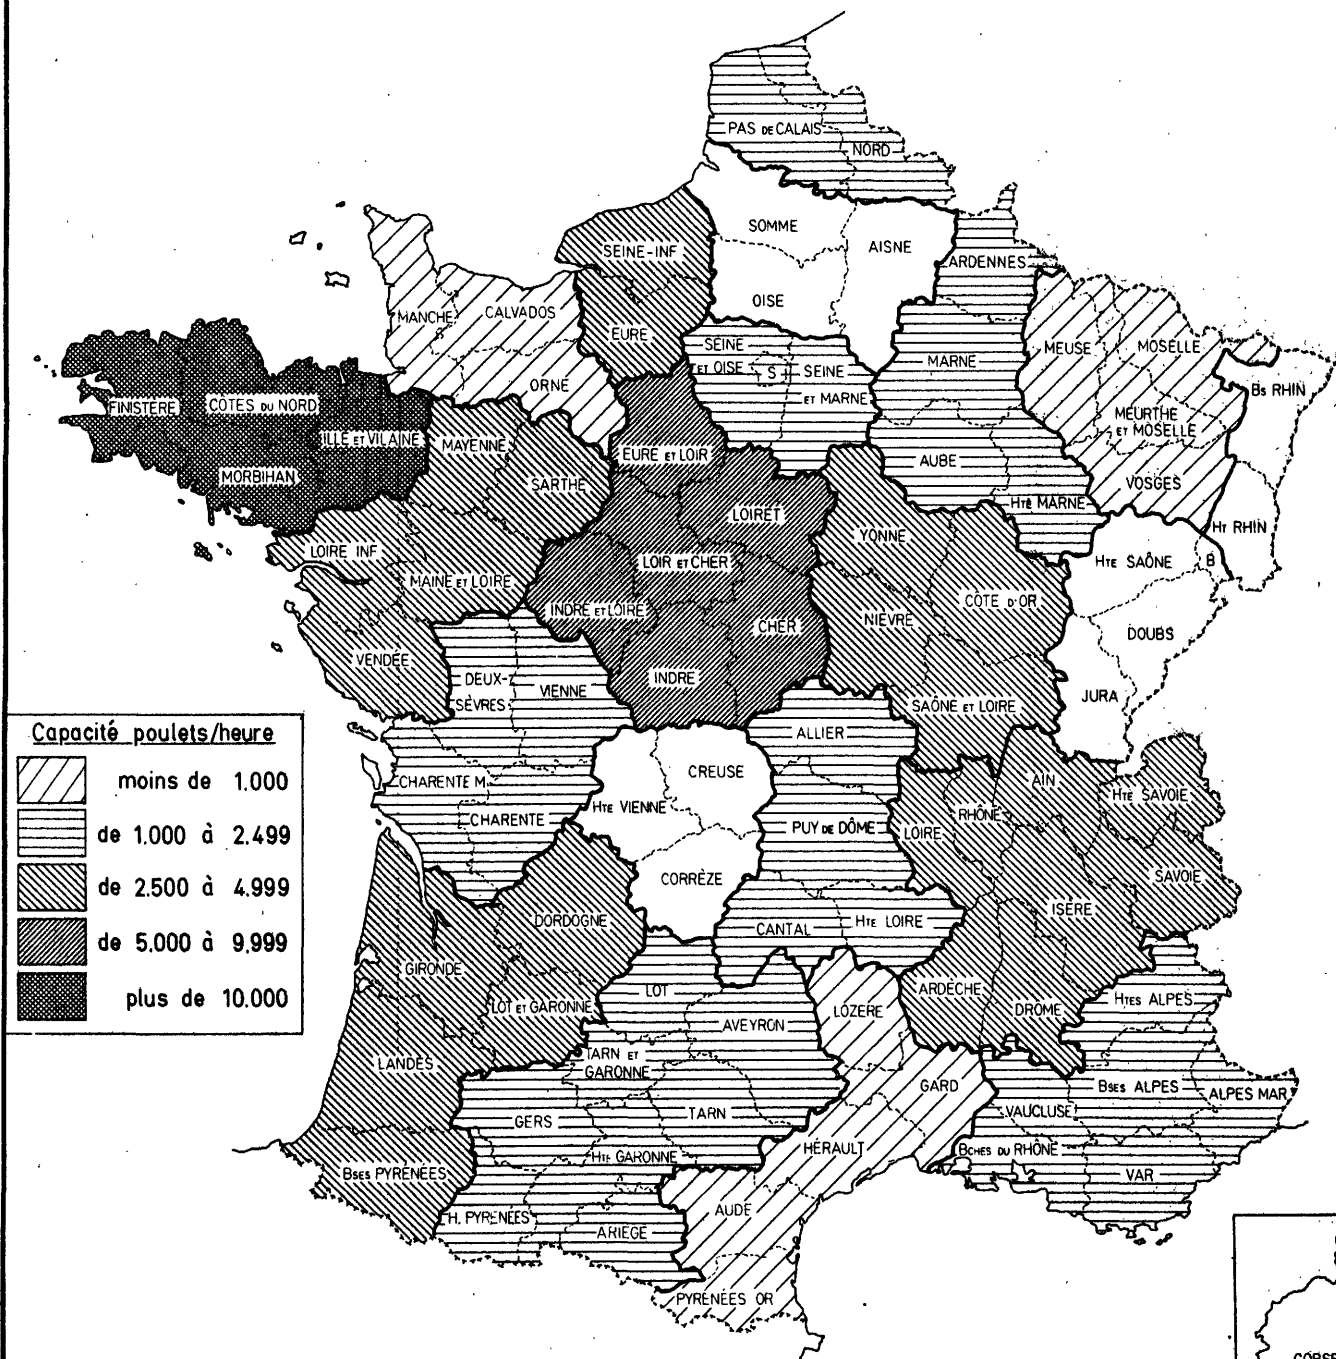 PAS DE CALAIS
NORD
SOMME
AISNE
SEINE-INF
ARDENNES
OISE
MANCHE
CALVADOS
EURE
SEINE
ET OISE
S
SEINE
ET MARNE
MARNE
MEUSE
MOSELLE
ORNE
BS RHIN
FINISTÈRE
CÔTES DU NORD
MEURTHE
ET MOSELLE
ILLE ET VILAINE
MAYENNE
EURE ET LOIR
AUBE
MORBIHAN
SARTHE
VOSGES
HTE MARNE
LOIRET
HT RHIN
YONNE
LOIRE INF
LOIR ET CHER
HTE SAÔNE
B
MAINE ET LOIRE
INDRE ET LOIRE
CÔTE D'OR
CHER
NIÈVRE
DOUBS
VENDÉE
DEUX-
SÈVRES
VIENNE
INDRE
SAÔNE ET LOIRE
JURA
Capacité poulets/heure
moins de 1.000
de 1.000 à 2.499
de 2.500 à 4.999
de 5.000 à 9,999
plus de 10.000
ALLIER
CREUSE
CHARENTE M.
HTE VIENNE
AIN
HTE SAVOIE
CHARENTE
PUY DE DÔME
LOIRE
RHÔNE
CORRÈZE
SAVOIE
DORDOGNE
CANTAL
HTE LOIRE
ISÈRE
GIRONDE
LOT
ARDÈCHE
LOT ET GARONNE
AVEYRON
LOZÈRE
DRÔME
HTES ALPES
LANDES
TARN ET
GARONNE
GARD
BSES ALPES
ALPES MAR
GERS
TARN
VAUCLUSE
HTE GARONNE
HÉRAULT
BCHES DU RHÔNE
BSES PYRÉNÉES
VAR
H. PYRÉNÉES
ARIÈGE
AUDE
PYRÉNÉES OR
CORSE